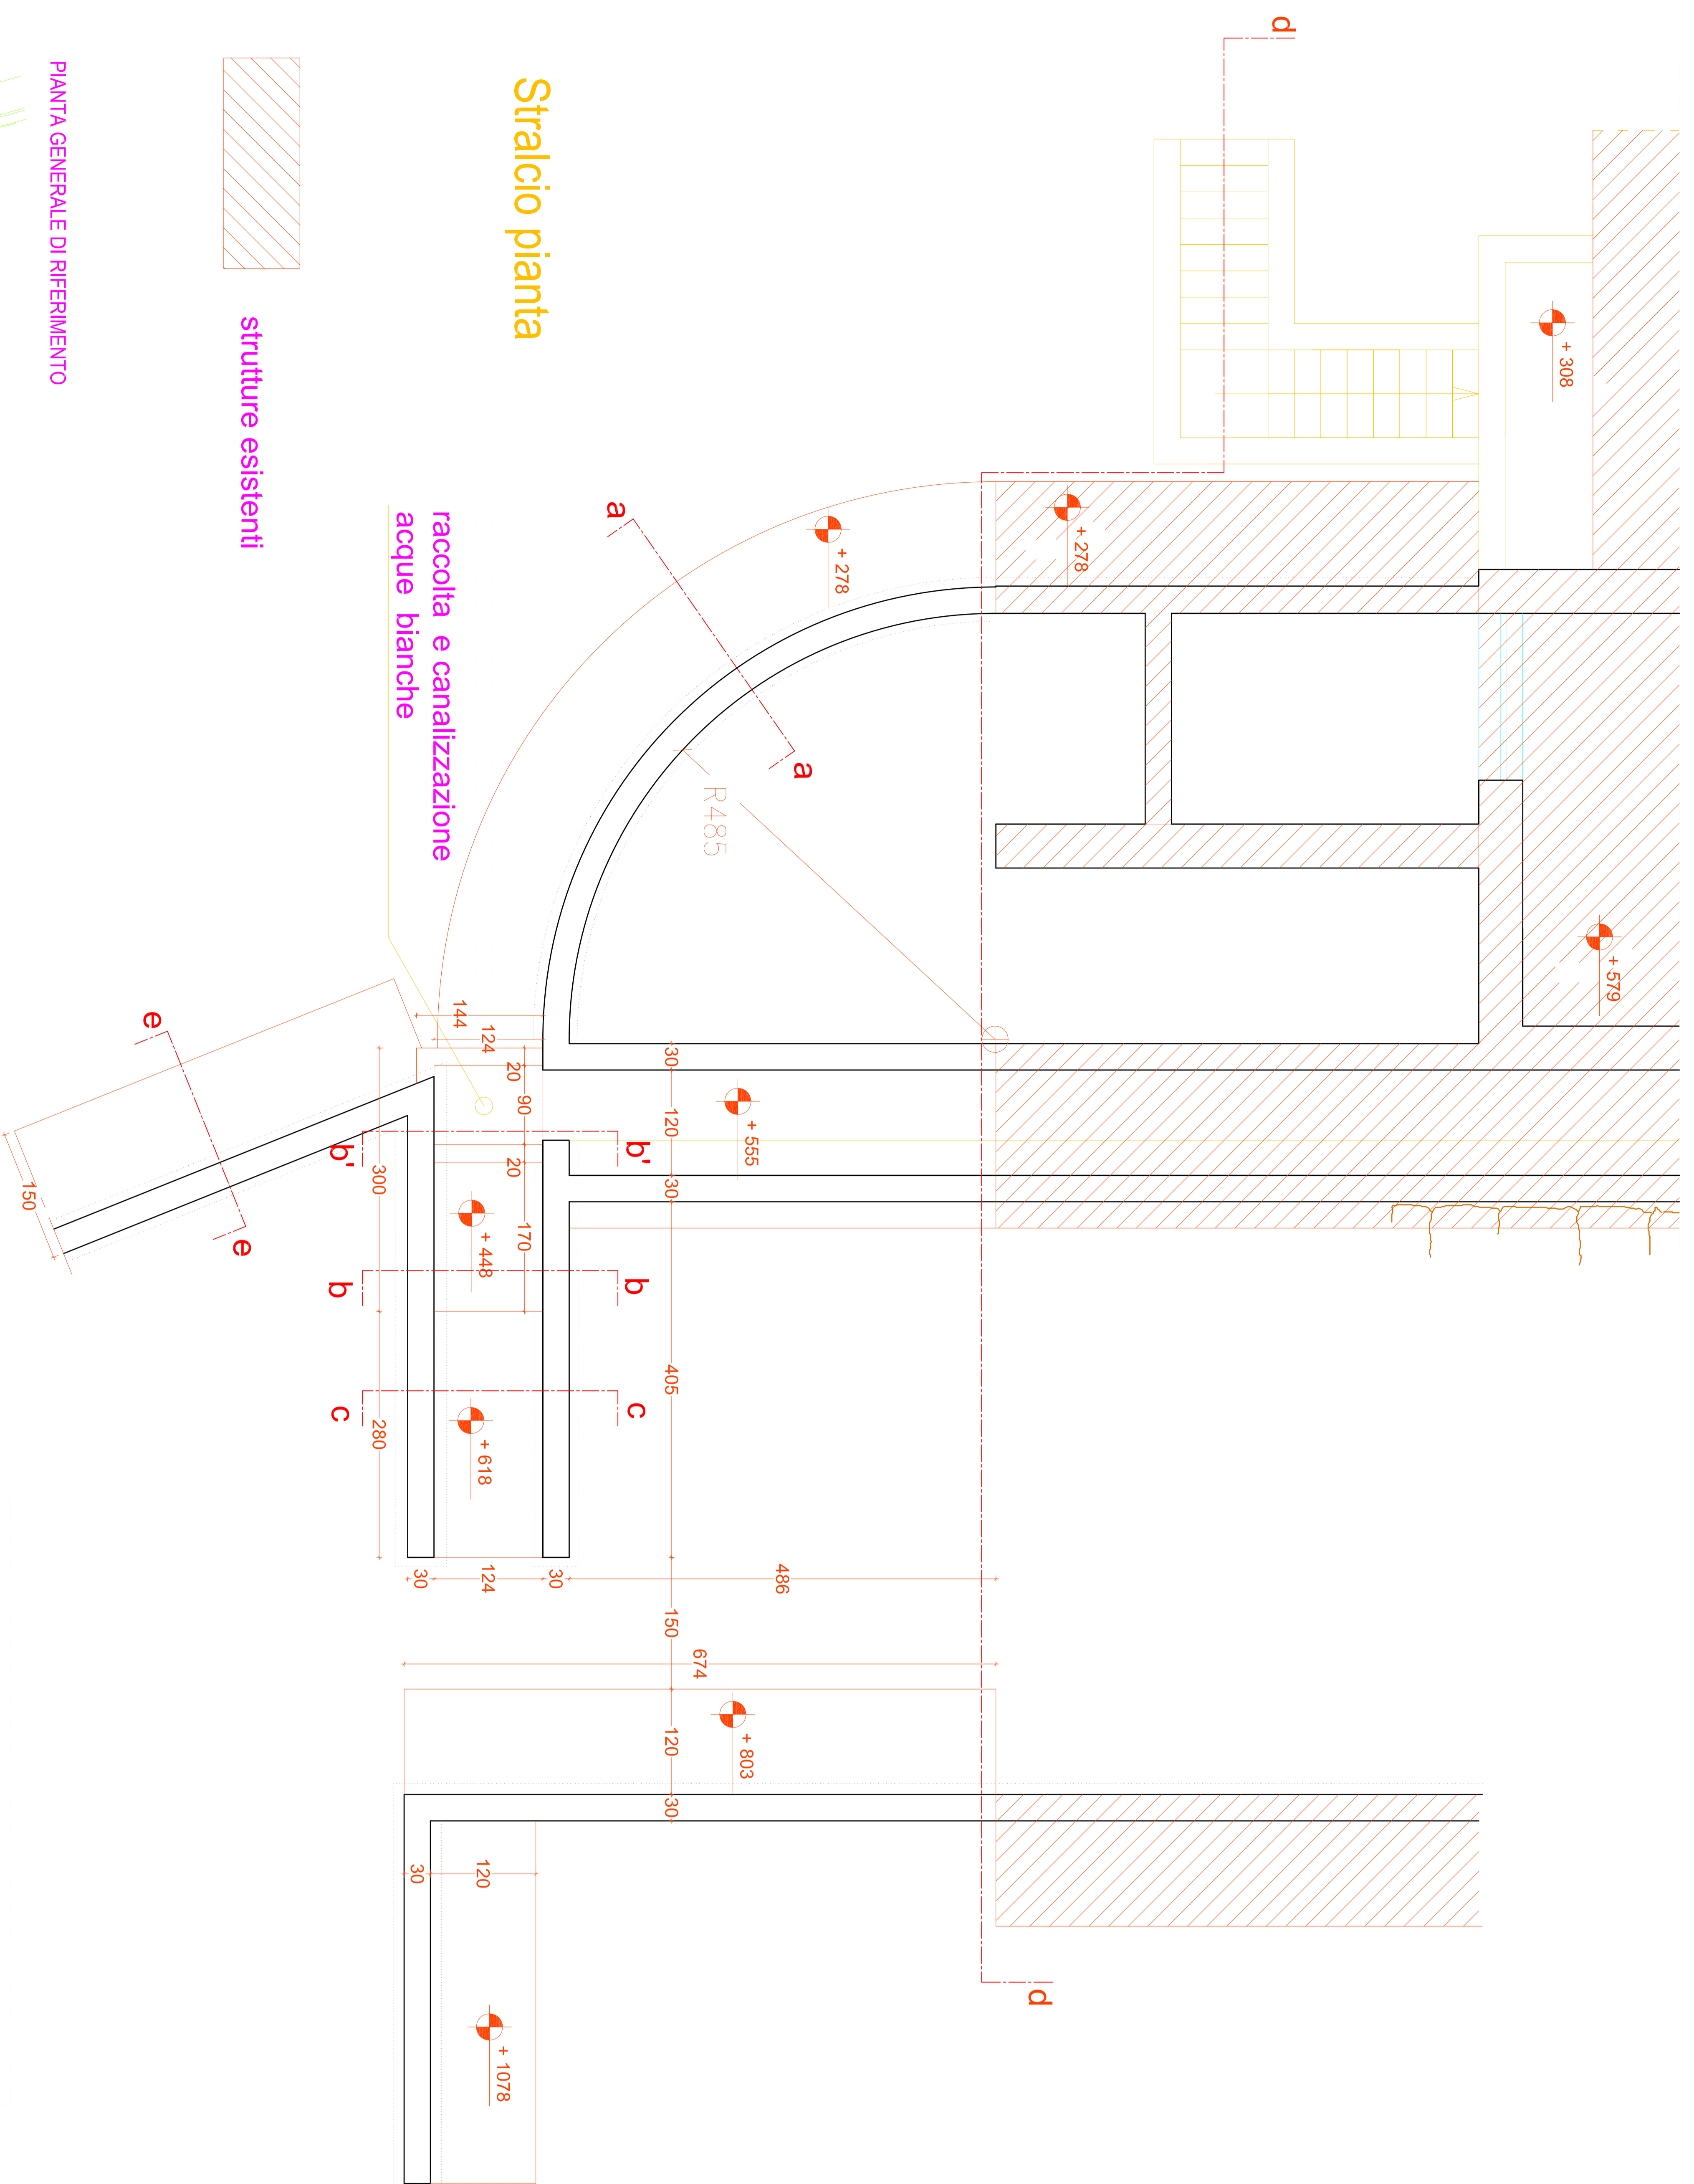 d
+ 308
+ 278
+ 278
+ 579
Stralcio pianta
strutture esistenti
PIANTA GENERALE DI RIFERIMENTO
raccolta e canalizzazione
acque bianche
a
a
R485
144
124
20
90
20
170
30
120
30
405
150
120
30
+ 555
+ 448
+ 618
+ 803
+ 1078
b'
b'
b
b
c
c
e
e
150
300
280
30
124
30
486
674
30
120
d